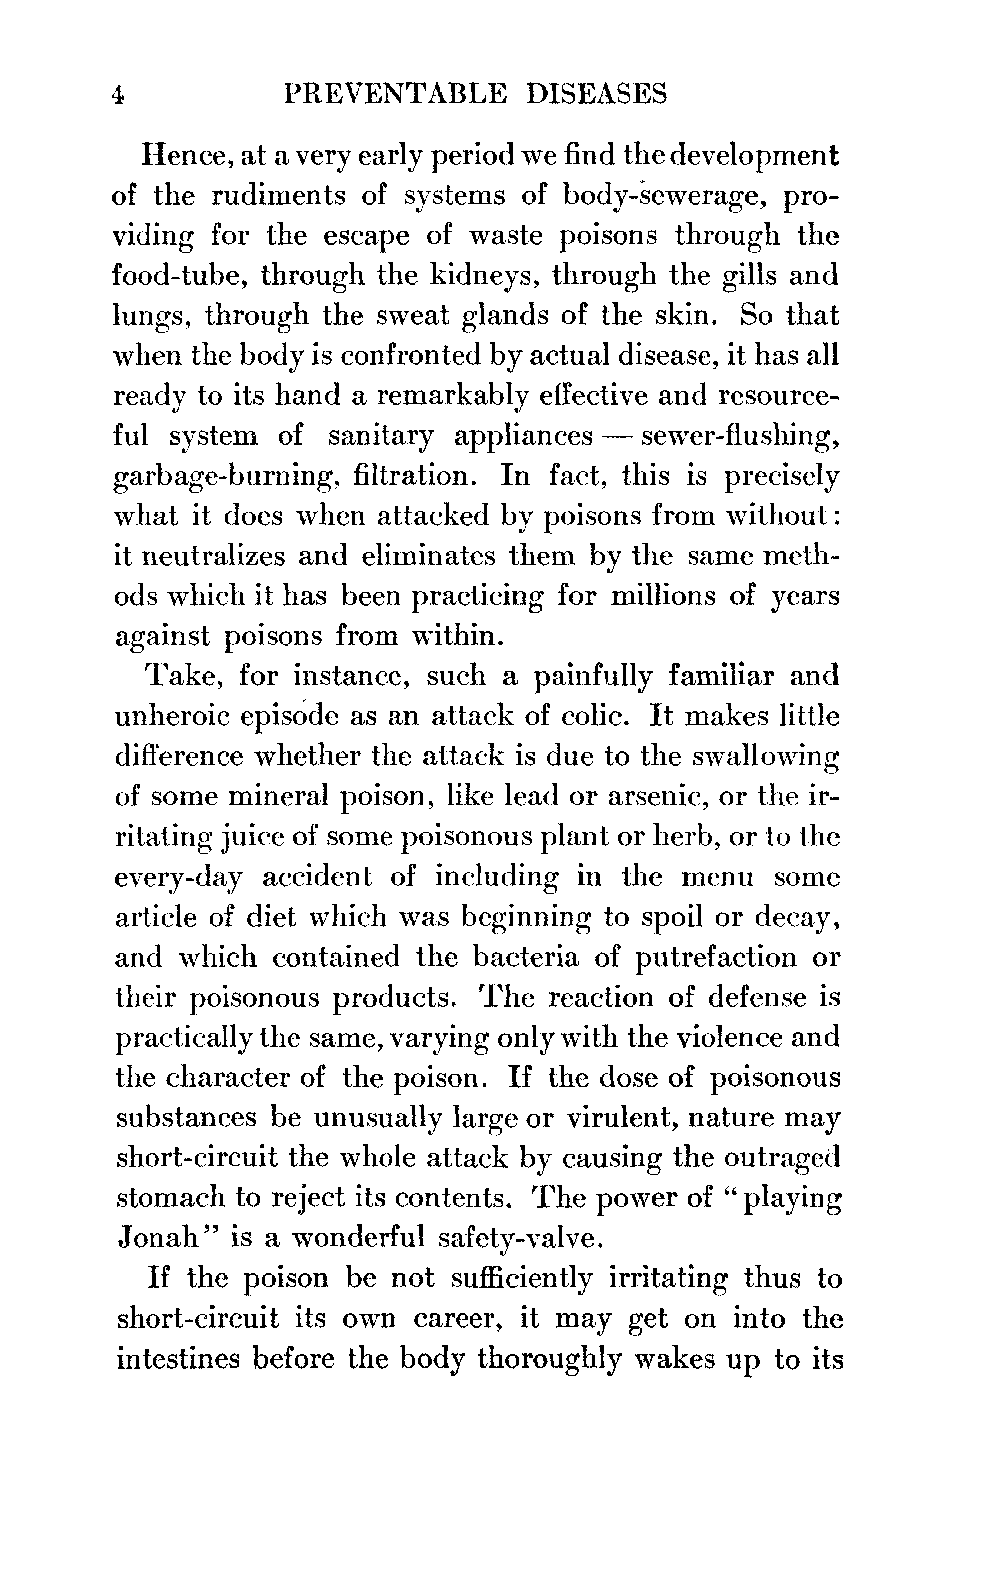 4 PREVENTABLE DISEASES
Hence, at a very early period we find the development
of the rudiments of systems of body-sewerage, pro-
viding for the escape of waste poisons through the
food-tube, through the kidneys, through the gills and
lungs, through the sweat glands of the skin. So that
when the body is confronted by actual disease, it has all
ready to its hand a remarkably effective and resource-
ful system of sanitary appliances — sewer-flushing,
garbage-burning, filtration. In fact, this is precisely
what it does when attacked by poisons from without:
it neutralizes and eliminates them by the same meth-
ods which it has been practicing for millions of years
against poisons from within.
Take, for instance, such a painfully familiar and
unheroic episode as an attack of colic. It makes little
difference whether the attack is due to the swallowing
of some mineral poison, like lead or arsenic, or the ir-
ritating juice of some poisonous plant or herb, or to the
every-day accident of including in the menu some
article of diet which was beginning to spoil or decay,
and which contained the bacteria of putrefaction or
their poisonous products. The reaction of defense is
practically the same, varying only with the violence and
the character of the poison. If the dose of poisonous
substances be unusually large or virulent, nature may
short-circuit the whole attack by causing the outraged
stomach to reject its contents. The power of “playing
Jonah” is a wonderful safety-valve.
If the poison be not sufficiently irritating thus to
short-circuit its own career, it may get on into the
intestines before the body thoroughly wakes up to its